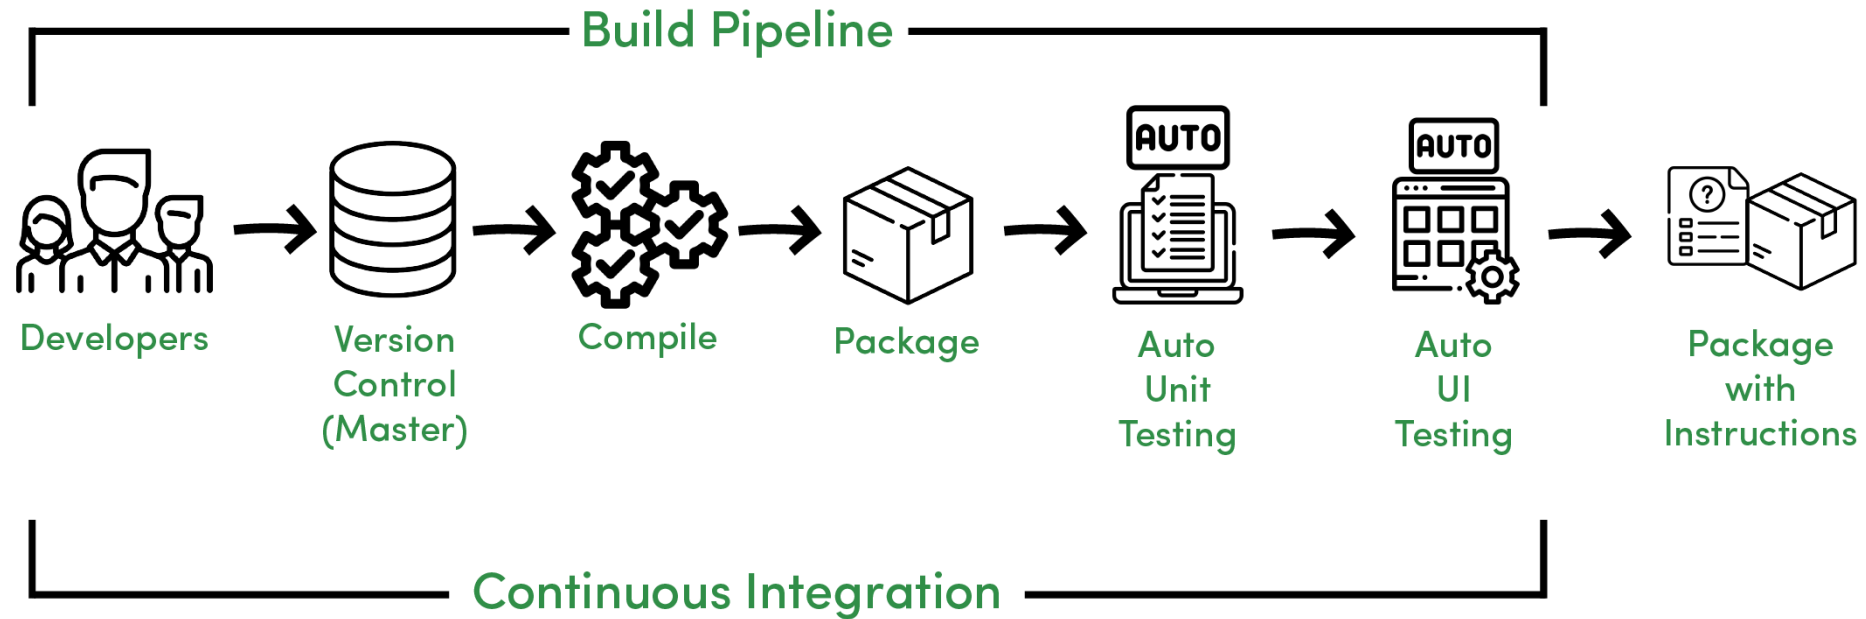 Build Pipeline
AUTO
AUTO
?
Developers
Version
Control
(Master)
Compile
Package
Auto
Unit
Testing
Auto
UI
Testing
Package
with
Instructions
Continuous Integration